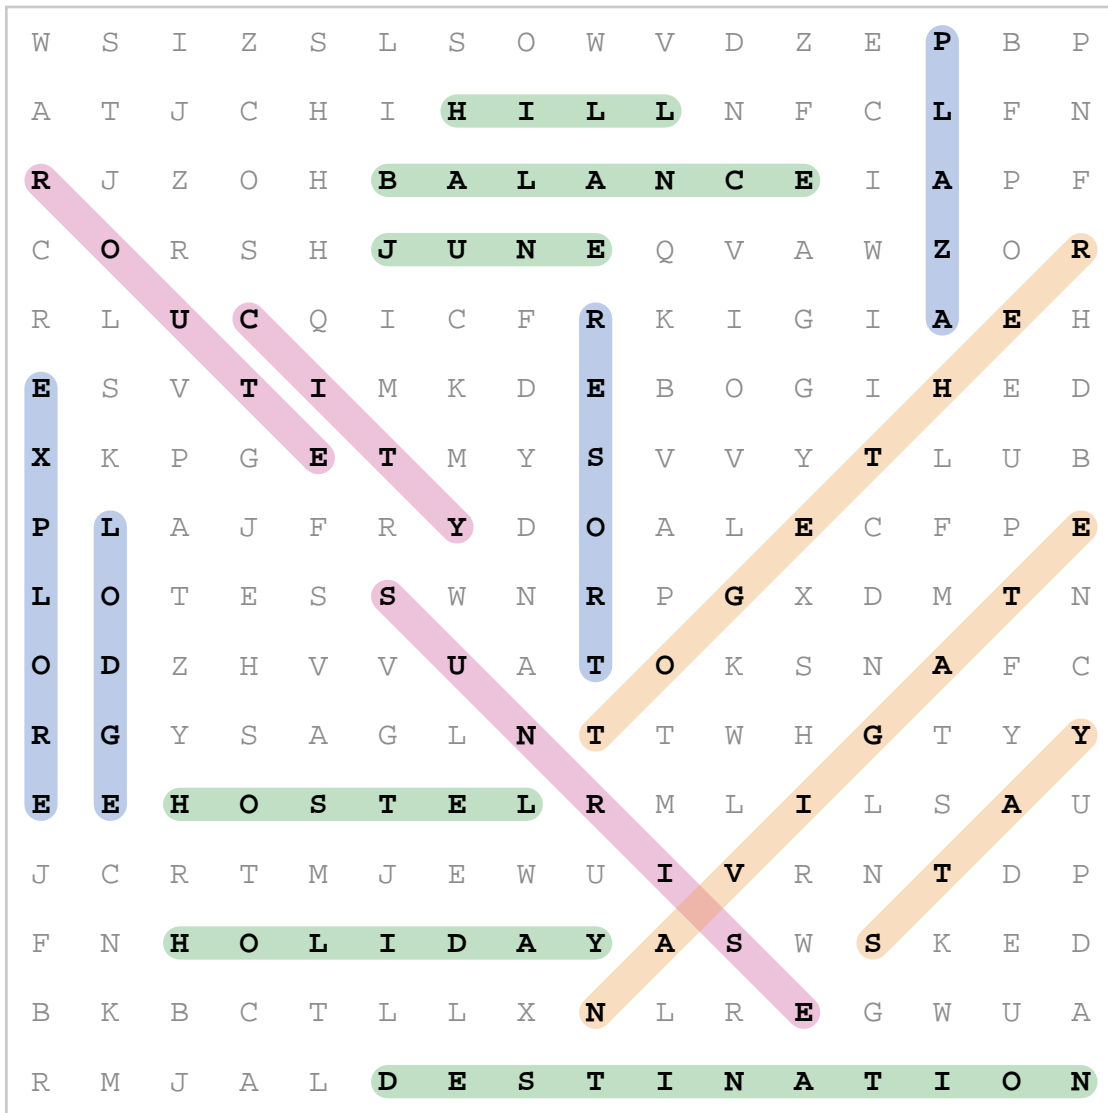 W S I Z S L S O W V D Z E P B P
A T J C H I H I L L N F C L F N
R J Z O H B A L A N C E I A P F
C O R S H J U N E Q V A W Z O R
R L U C Q I C F R K I G I A E H
E S V T I M K D E B O G I H E D
X K P G E T M Y S V V Y T L U B
P L A J F R Y D O A L E C F P E
L O T E S S W N R P G X D M T N
O D Z H V V U A T O K S N A F C
R G Y S A G L N T T W H G T Y Y
E E H O S T E L R M L I L S A U
J C R T M J E W U I V R N T D P
F N H O L I D A Y A S W S K E D
B K B C T L L X N L R E G W U A
R M J A L D E S T I N A T I O N